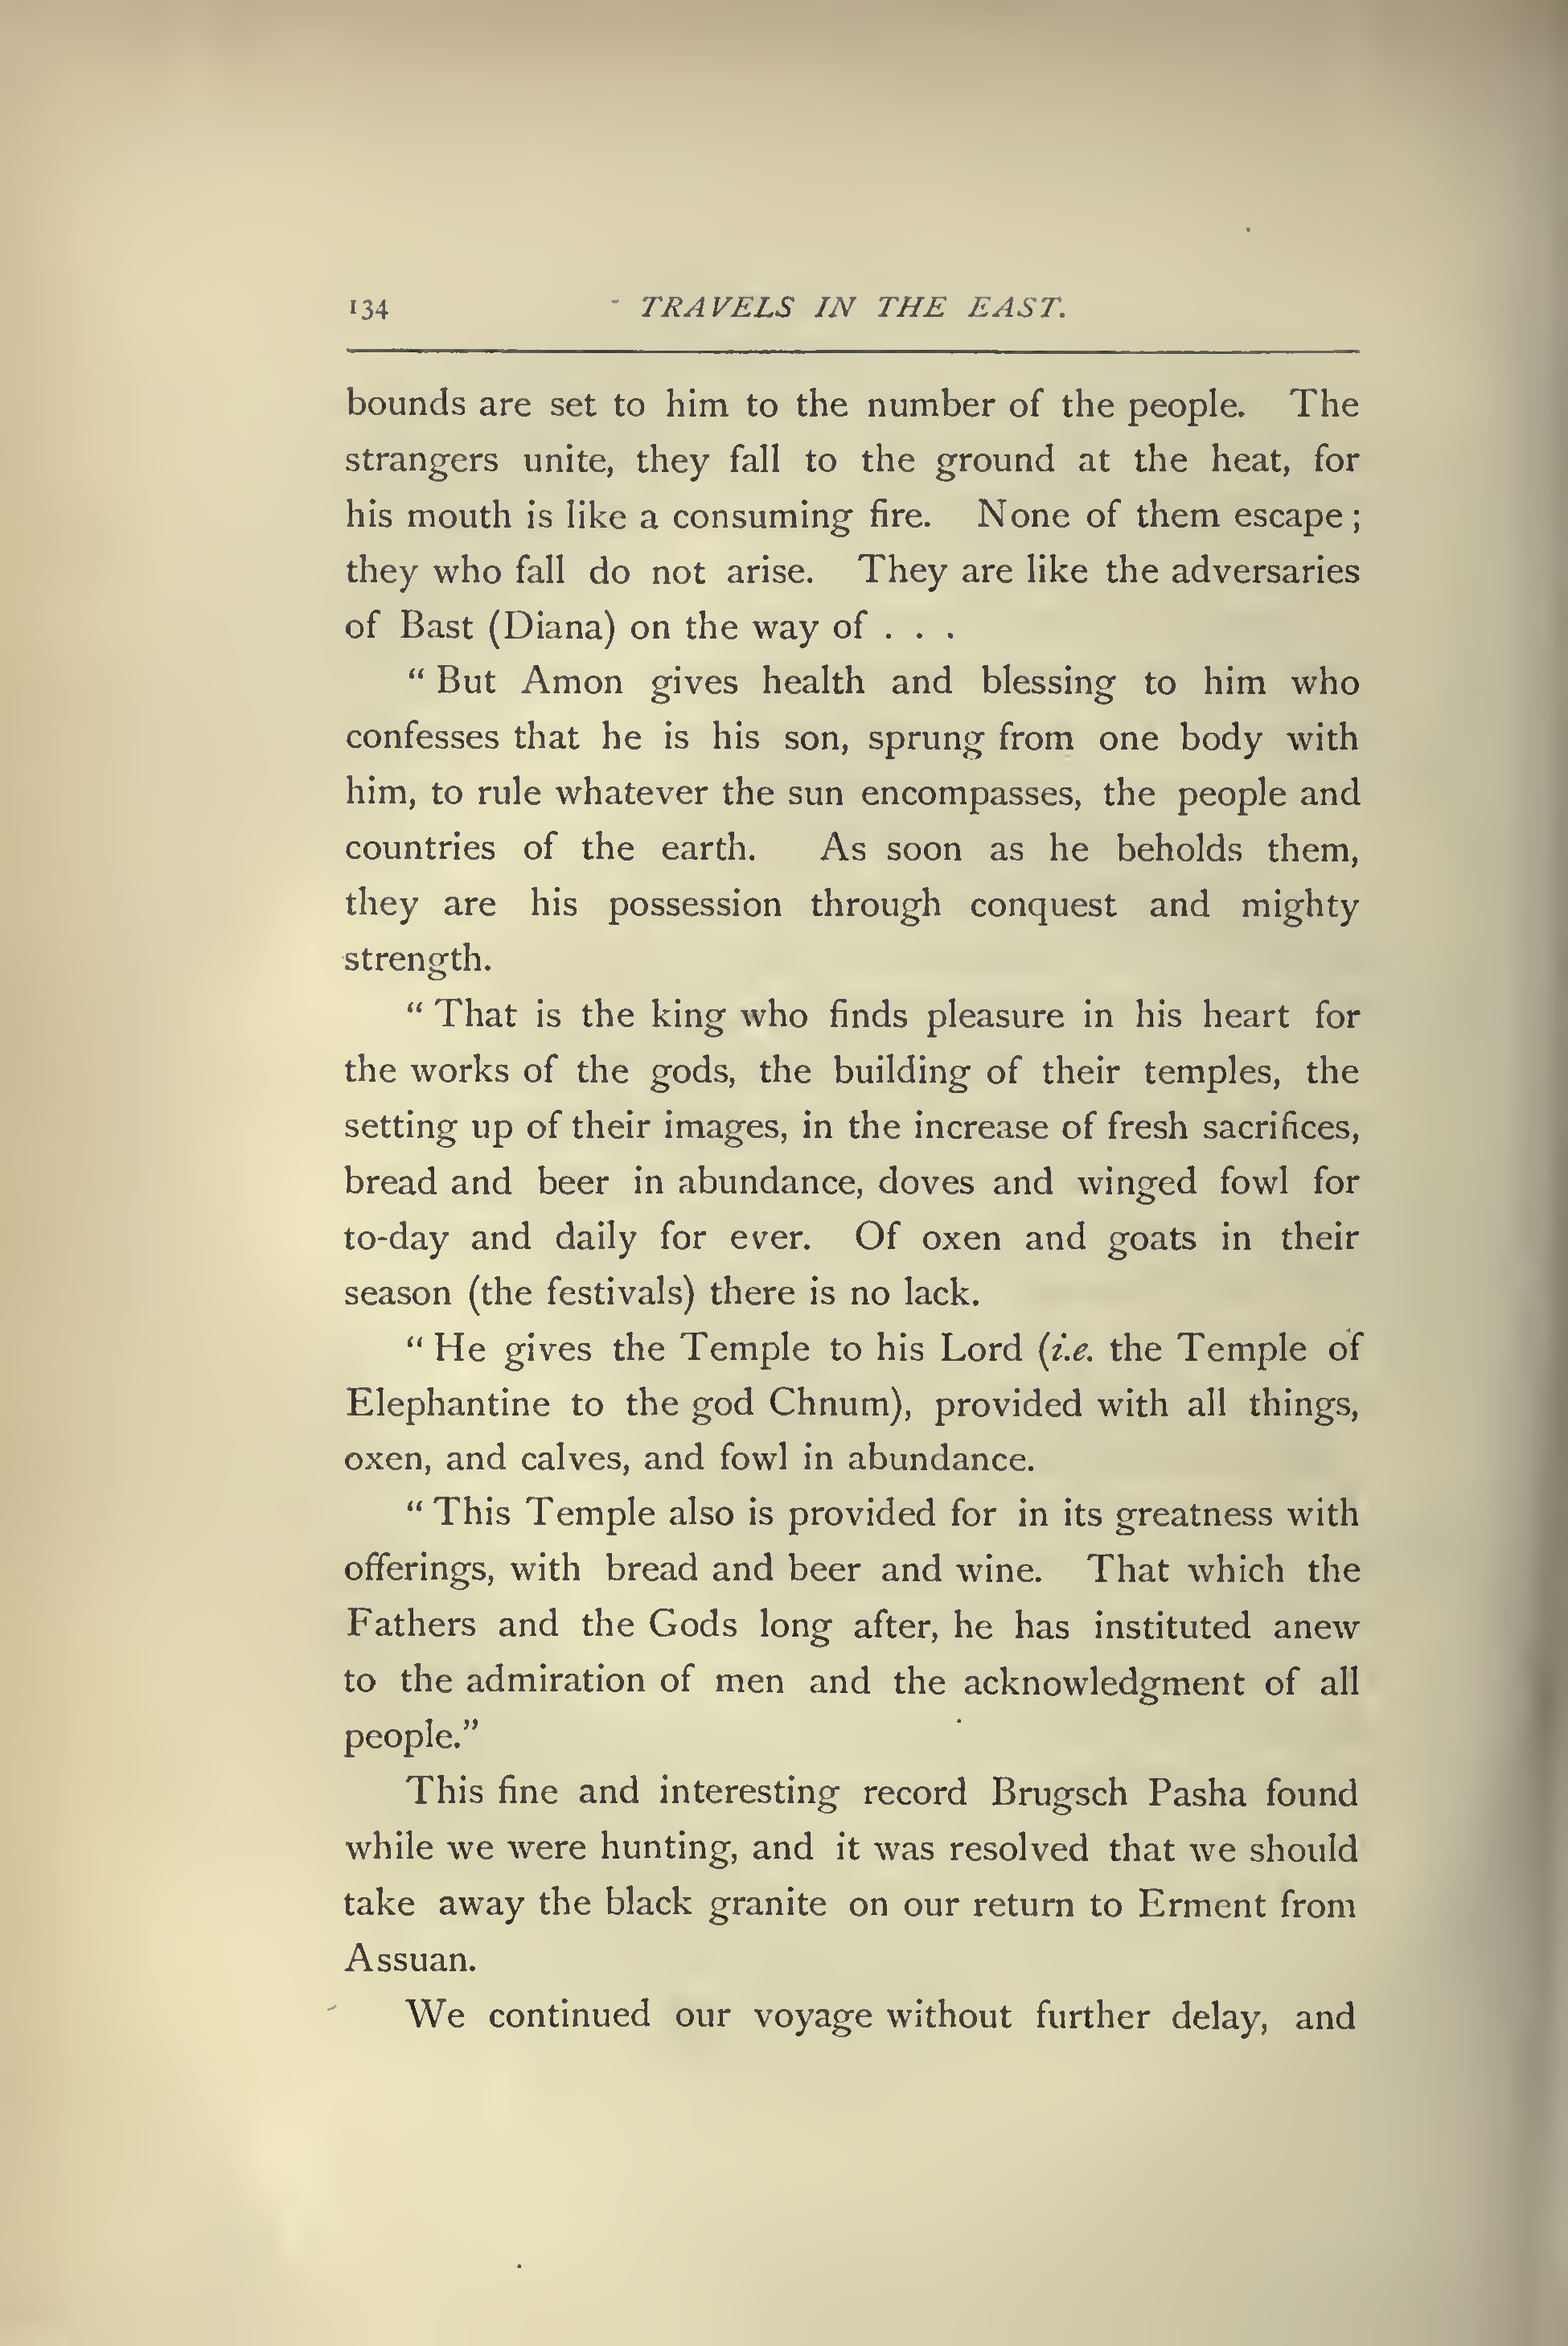 134 TRAVELS IN THE EAST.
bounds are set to him to the number of the people. The
strangers unite, they fall to the ground at the heat, for
his mouth is like a consuming fire. None of them escape;
they who fall do not arise. They are like the adversaries
of Bast (Diana) on the way of . . .
“ But Amon gives health and blessing to him who
confesses that he is his son, sprung from one body with
him, to rule whatever the sun encompasses, the people and
countries of the earth. As soon as he beholds them,
they are his possession through conquest and mighty
strength.
“ That is the king who finds pleasure in his heart for
the works of the gods, the building of their temples, the
setting up of their images, in the increase of fresh sacrifices,
bread and beer in abundance, doves and winged fowl for
to-day and daily for ever. Of oxen and goats in their
season (the festivals) there is no lack.
“ He gives the Temple to his Lord (i.e. the Temple of
Elephantine to the god Chnum), provided with all things,
oxen, and calves, and fowl in abundance.
“ This Temple also is provided for in its greatness with
offerings, with bread and beer and wine. That which the
Fathers and the Gods long after, he has instituted anew
to the admiration of men and the acknowledgment of all
people.”
This fine and interesting record Brugsch Pasha found
while we were hunting, and it was resolved that we should
take away the black granite on our return to Erment from
Assuan.
We continued our voyage without further delay, and